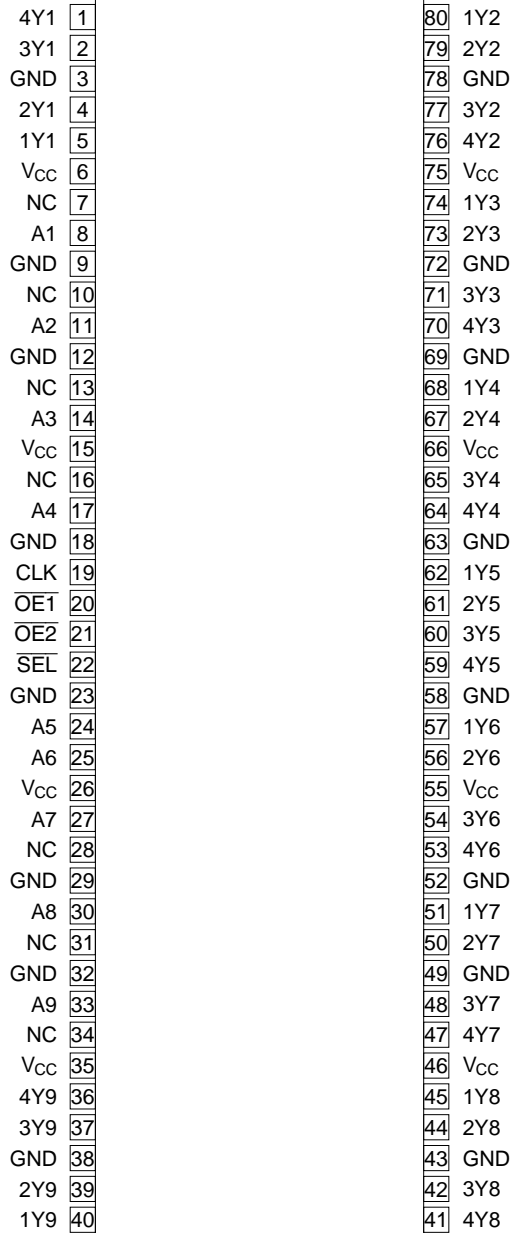 4Y1 1 80 1Y2
3Y1 2 79 2Y2
GND 3 78 GND
2Y1 4 77 3Y2
1Y1 5 76 4Y2
VCC 6 75 VCC
NC 7 74 1Y3
A1 8 73 2Y3
GND 9 72 GND
NC 10 71 3Y3
A2 11 70 4Y3
GND 12 69 GND
NC 13 68 1Y4
A3 14 67 2Y4
VCC 15 66 VCC
NC 16 65 3Y4
A4 17 64 4Y4
GND 18 63 GND
CLK 19 62 1Y5
OE1 20 61 2Y5
OE2 21 60 3Y5
SEL 22 59 4Y5
GND 23 58 GND
A5 24 57 1Y6
A6 25 56 2Y6
VCC 26 55 VCC
A7 27 54 3Y6
NC 28 53 4Y6
GND 29 52 GND
A8 30 51 1Y7
NC 31 50 2Y7
GND 32 49 GND
A9 33 48 3Y7
NC 34 47 4Y7
VCC 35 46 VCC
4Y9 36 45 1Y8
3Y9 37 44 2Y8
GND 38 43 GND
2Y9 39 42 3Y8
1Y9 40 41 4Y8